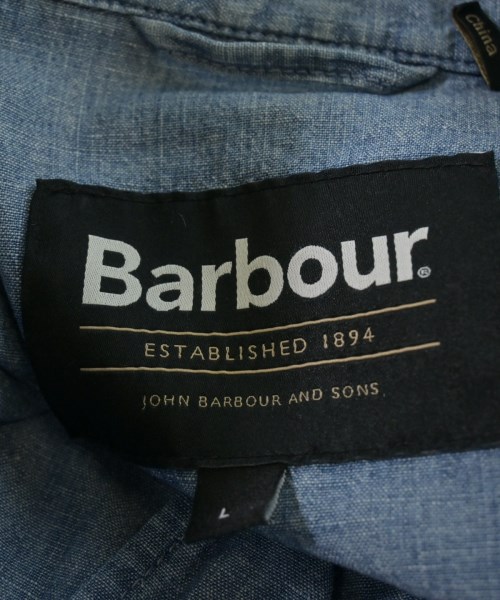 China
Barbour®
ESTABLISHED 1894
JOHN BARBOUR AND SONS
L